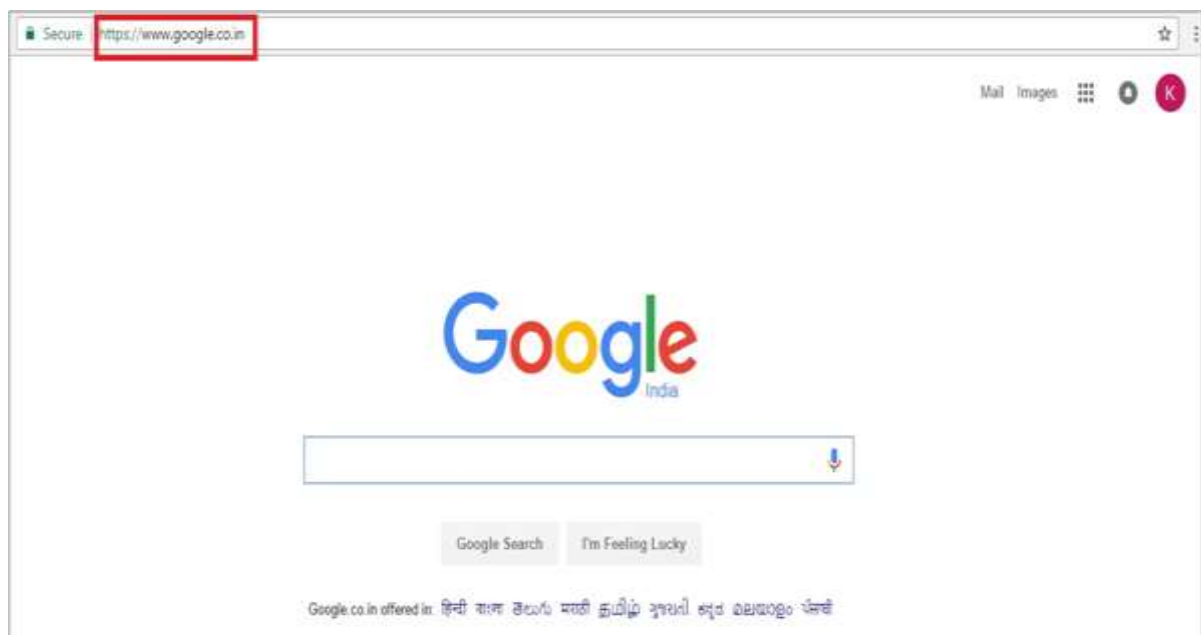 Secure https://www.google.co.in
Mail Images K
Google
India
Google Search I'm Feeling Lucky
Google.co.in offered in: हिन्दी বাংলা తెలుగు मराठी தமிழ் ગુજરાતી ಕನ್ನಡ മലയാളം ਪੰਜਾਬੀ